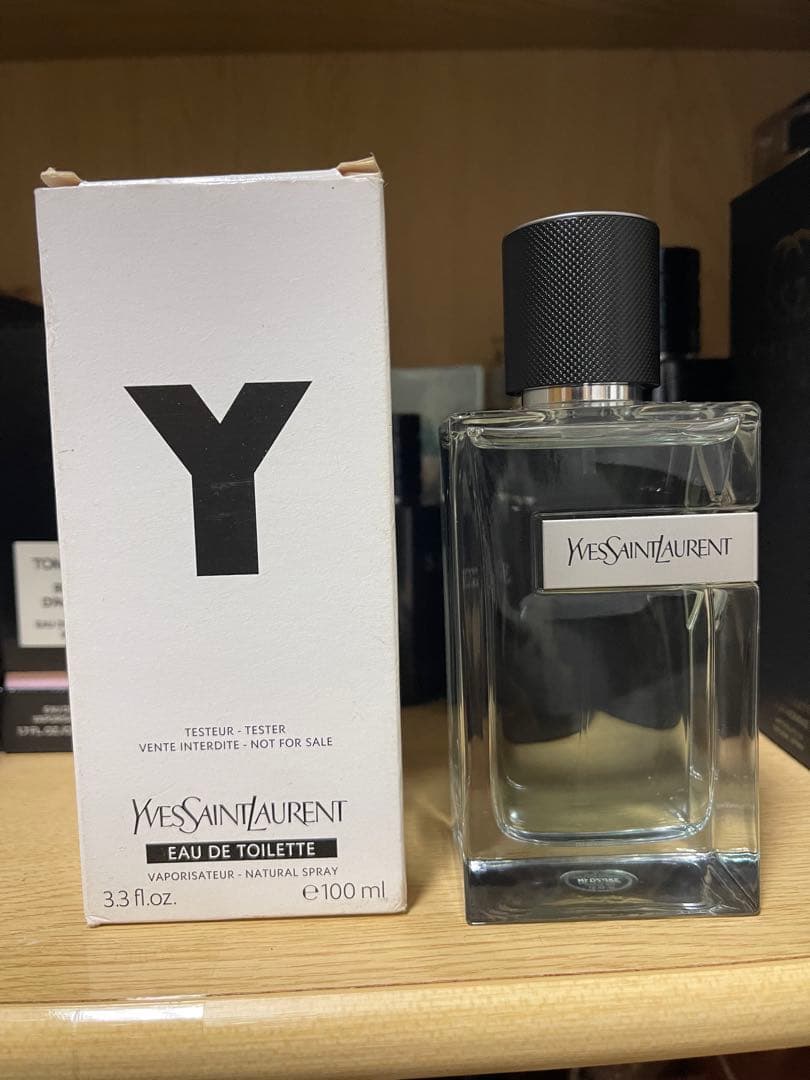 Y
TESTEUR - TESTER
VENTE INTERDITE - NOT FOR SALE
YVESSAINTLAURENT
EAU DE TOILETTE
VAPORISATEUR - NATURAL SPRAY
3.3 fl.oz. e100 ml
YVESSAINTLAURENT